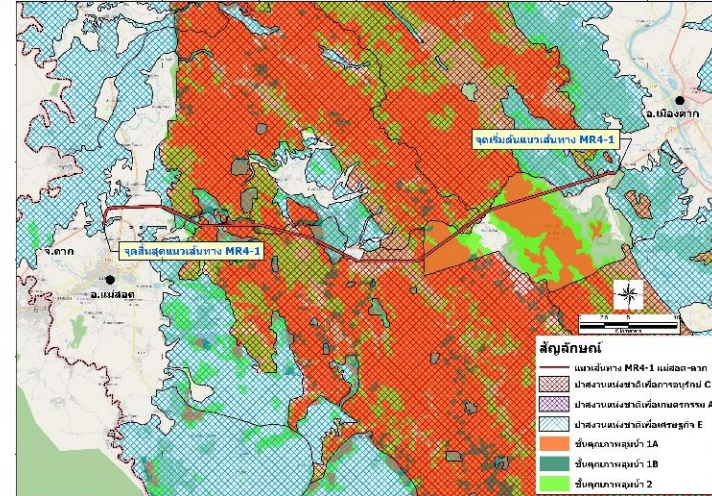 อ.เมืองตาก
จุดเริ่มต้นแนวเส้นทาง MR4-1
จุดสิ้นสุดแนวเส้นทาง MR4-1
จ.ตาก
อ.แม่สอด
สัญลักษณ์
แนวเส้นทาง MR4-1 แม่สอด-ตาก
ป่าสงวนแห่งชาติเพื่อการอนุรักษ์ C
ป่าสงวนแห่งชาติเพื่อเกษตรกรรม A
ป่าสงวนแห่งชาติเพื่อเศรษฐกิจ E
ชั้นคุณภาพลุ่มน้ำ 1A
ชั้นคุณภาพลุ่มน้ำ 1B
ชั้นคุณภาพลุ่มน้ำ 2